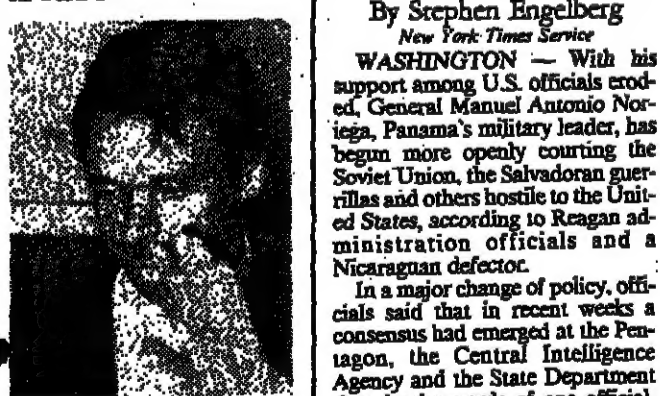 By Stephen Engelberg
New York Times Service
WASHINGTON — With his
support among U.S. officials erod-
ed, General Manuel Antonio Nor-
iega, Panama's military leader, has
begun more openly courting the
Soviet Union, the Salvadoran guer-
rillas and others hostile to the Unit-
ed States, according to Reagan ad-
ministration officials and a
Nicaraguan defector.
In a major change of policy, offi-
cials said that in recent weeks a
consensus had emerged at the Pen-
tagon, the Central Intelligence
Agency and the State Department